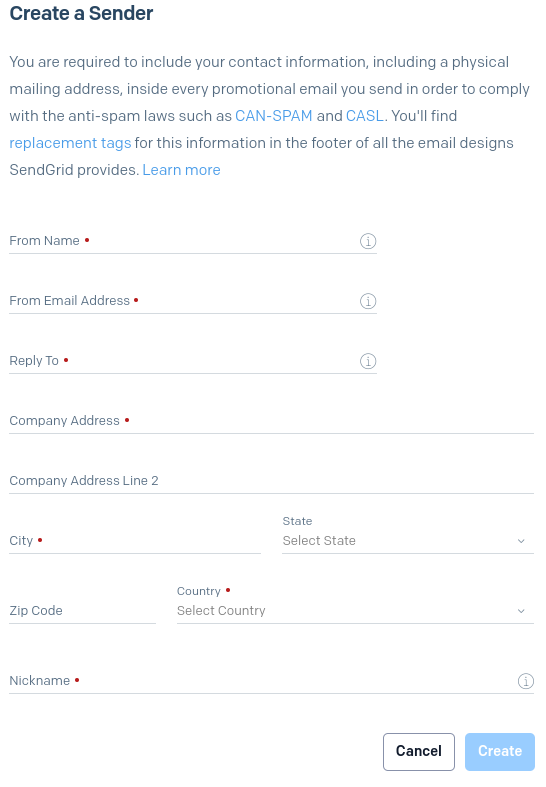 Create a Sender
You are required to include your contact information, including a physical
mailing address, inside every promotional email you send in order to comply
with the anti-spam laws such as CAN-SPAM and CASL. You'll find
replacement tags for this information in the footer of all the email designs
SendGrid provides. Learn more
From Name •
From Email Address •
Reply To •
Company Address •
Company Address Line 2
State
City • Select State
Country •
Zip Code Select Country
Nickname •
Cancel Create